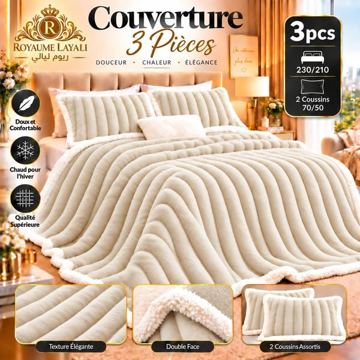 R
ROYAUME LAYALI
ريوم ليالي
Couverture
3 Pièces
DOUCEUR • CHALEUR • ÉLÉGANCE
3pcs
230/210
2 Coussins
70/50
Doux et
Confortable
Chaud pour
l'hiver
Qualité
Supérieure
Texture Élégante
Double Face
2 Coussins Assortis